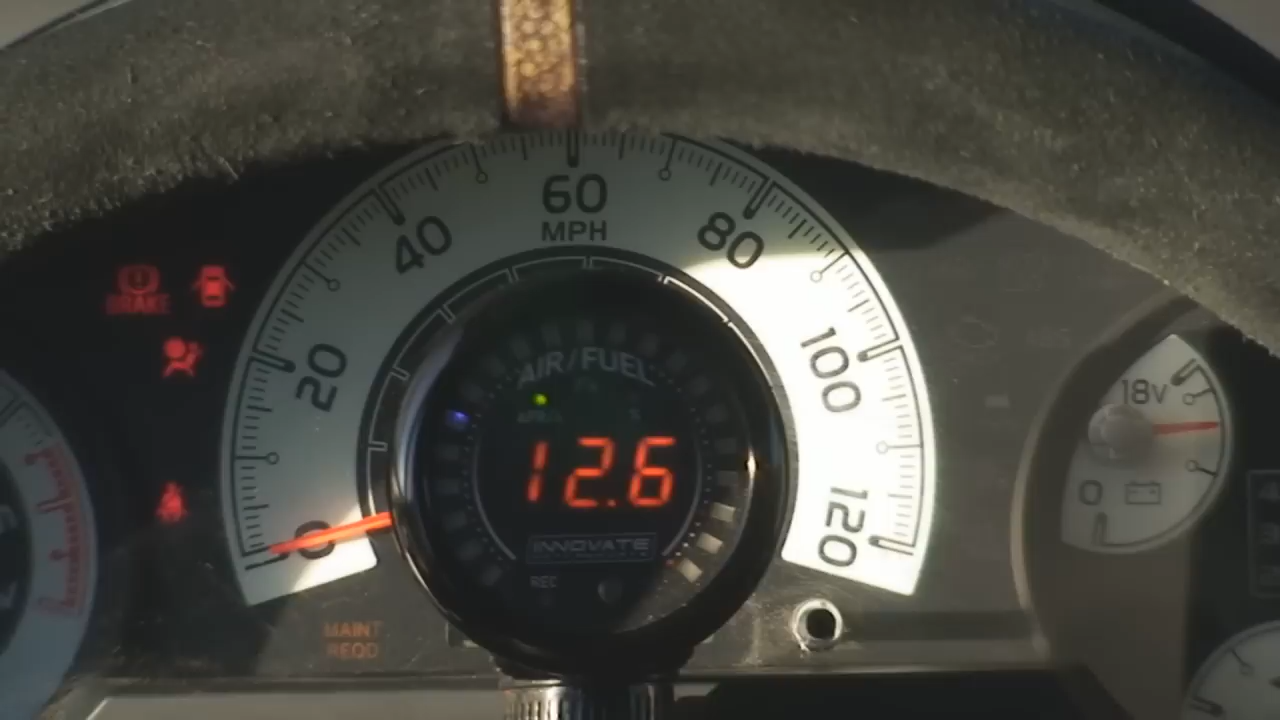 60
MPH
40
80
20
100
0
120
BRAKE
AIR/FUEL
12.6
INNOVATE
REC
MAINT
REQD
18V
0